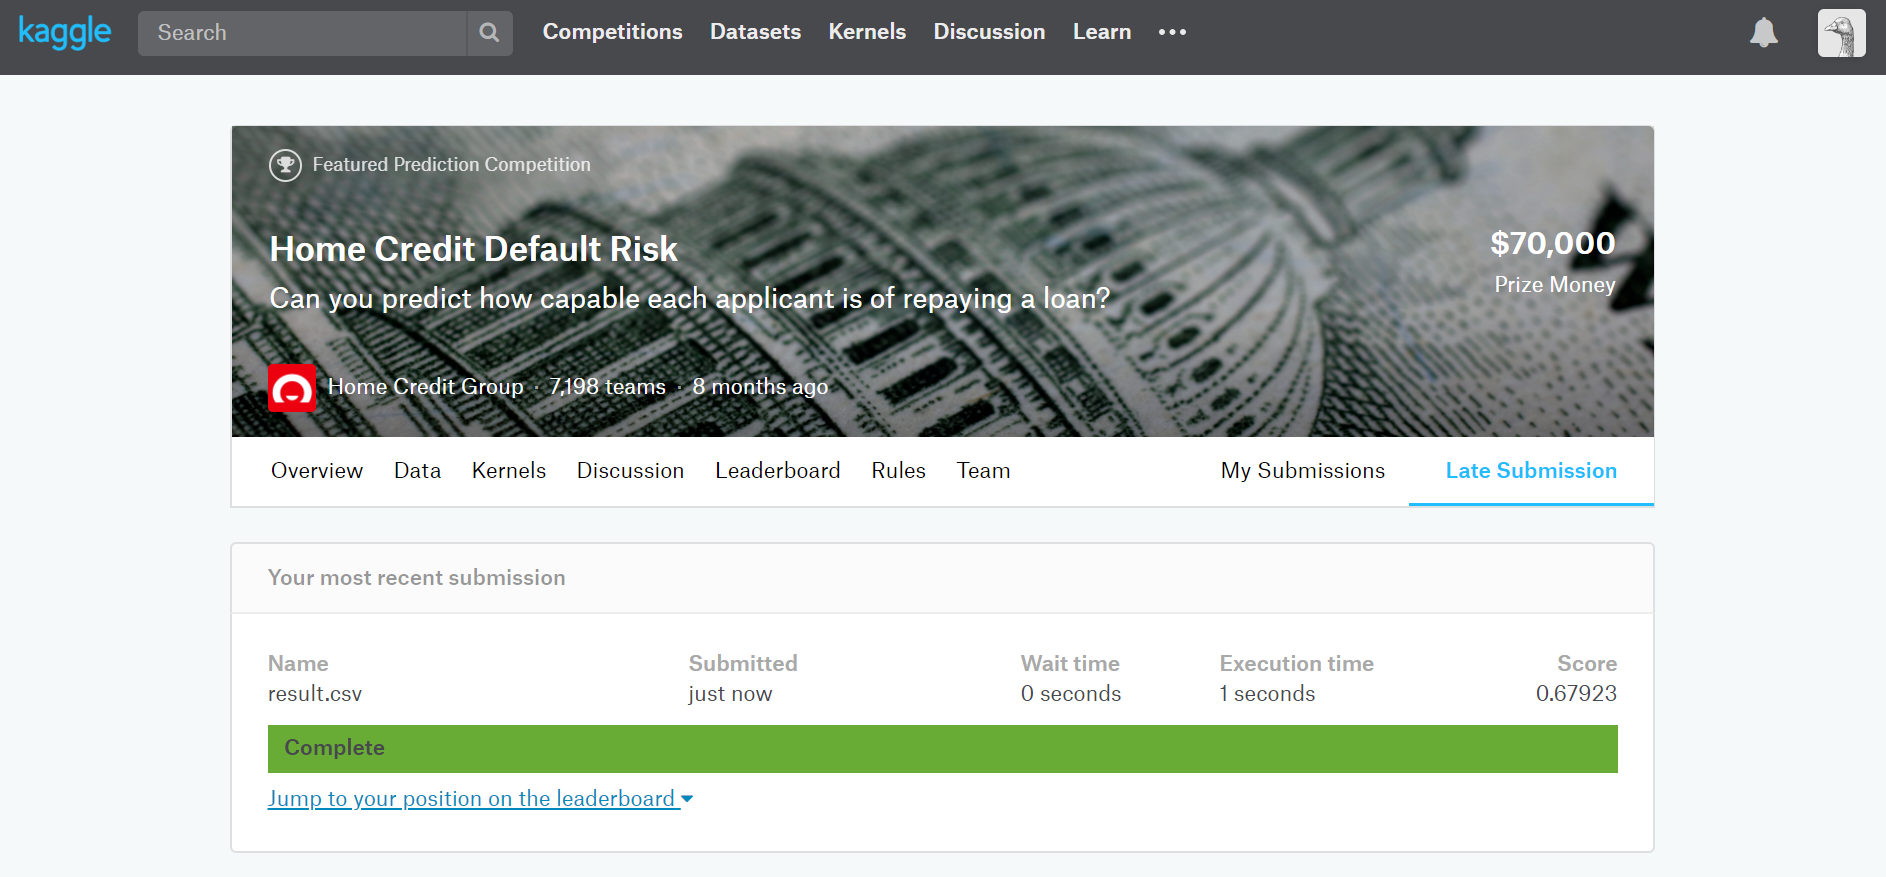 kaggle Search Competitions Datasets Kernels Discussion Learn
Featured Prediction Competition
Home Credit Default Risk
$70,000
Can you predict how capable each applicant is of repaying a loan?
Prize Money
Home Credit Group · 7,198 teams · 8 months ago
Overview Data Kernels Discussion Leaderboard Rules Team My Submissions Late Submission
Your most recent submission
Name Submitted Wait time Execution time Score
result.csv just now 0 seconds 1 seconds 0.67923
Complete
Jump to your position on the leaderboard